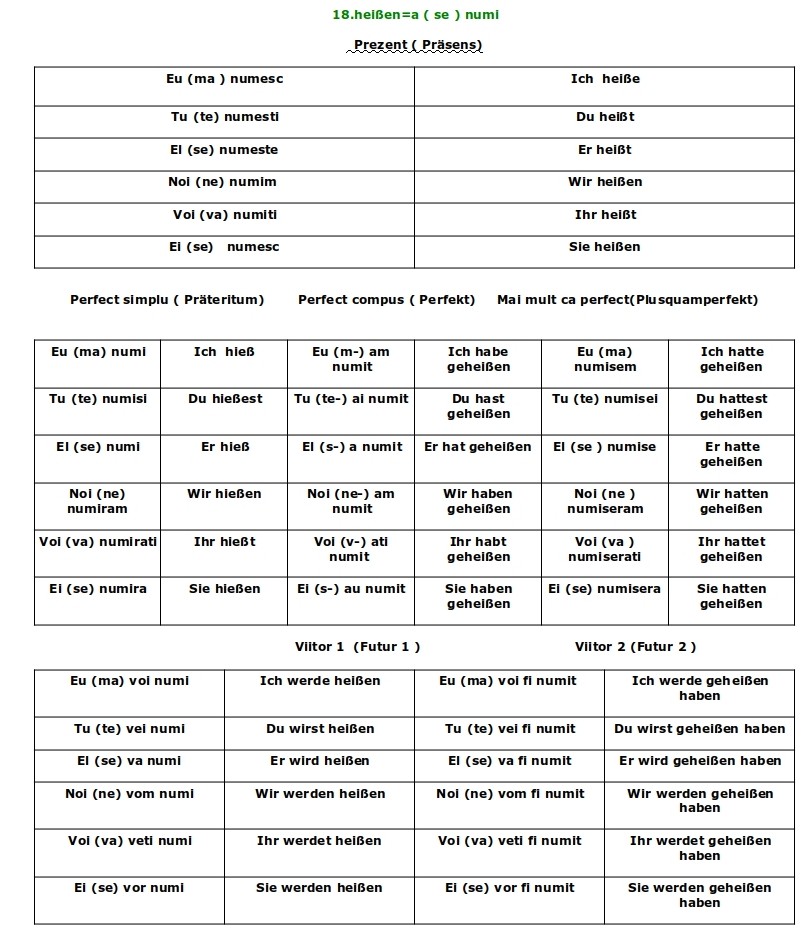 18.heißen=a ( se ) numi
Prezent ( Präsens)
Eu (ma ) numesc Ich heiße
Tu (te) numesti Du heißt
El (se) numeste Er heißt
Noi (ne) numim Wir heißen
Voi (va) numiti Ihr heißt
Ei (se) numesc Sie heißen
Perfect simplu ( Präteritum) Perfect compus ( Perfekt) Mai mult ca perfect(Plusquamperfekt)
Eu (ma) numi Ich hieß Eu (m-) am Ich habe Eu (ma) Ich hatte
numit geheißen numisem geheißen
Tu (te) numisi Du hießest Tu (te-) ai numit Du hast Tu (te) numisei Du hattest
geheißen geheißen
El (se) numi Er hieß El (s-) a numit Er hat geheißen El (se ) numise Er hatte
geheißen
Noi (ne) Wir hießen Noi (ne-) am Wir haben Noi (ne ) Wir hatten
numiram numit geheißen numiseram geheißen
Voi (va) numirati Ihr hießt Voi (v-) ati Ihr habt Voi (va ) Ihr hattet
numit geheißen numiserati geheißen
Ei (se) numira Sie hießen Ei (s-) au numit Sie haben Ei (se) numisera Sie hatten
geheißen geheißen
Viitor 1 (Futur 1 ) Viitor 2 (Futur 2 )
Eu (ma) voi numi Ich werde heißen Eu (ma) voi fi numit Ich werde geheißen
haben
Tu (te) vei numi Du wirst heißen Tu (te) vei fi numit Du wirst geheißen haben
El (se) va numi Er wird heißen El (se) va fi numit Er wird geheißen haben
Noi (ne) vom numi Wir werden heißen Noi (ne) vom fi numit Wir werden geheißen
haben
Voi (va) veti numi Ihr werdet heißen Voi (va) veti fi numit Ihr werdet geheißen
haben
Ei (se) vor numi Sie werden heißen Ei (se) vor fi numit Sie werden geheißen
haben